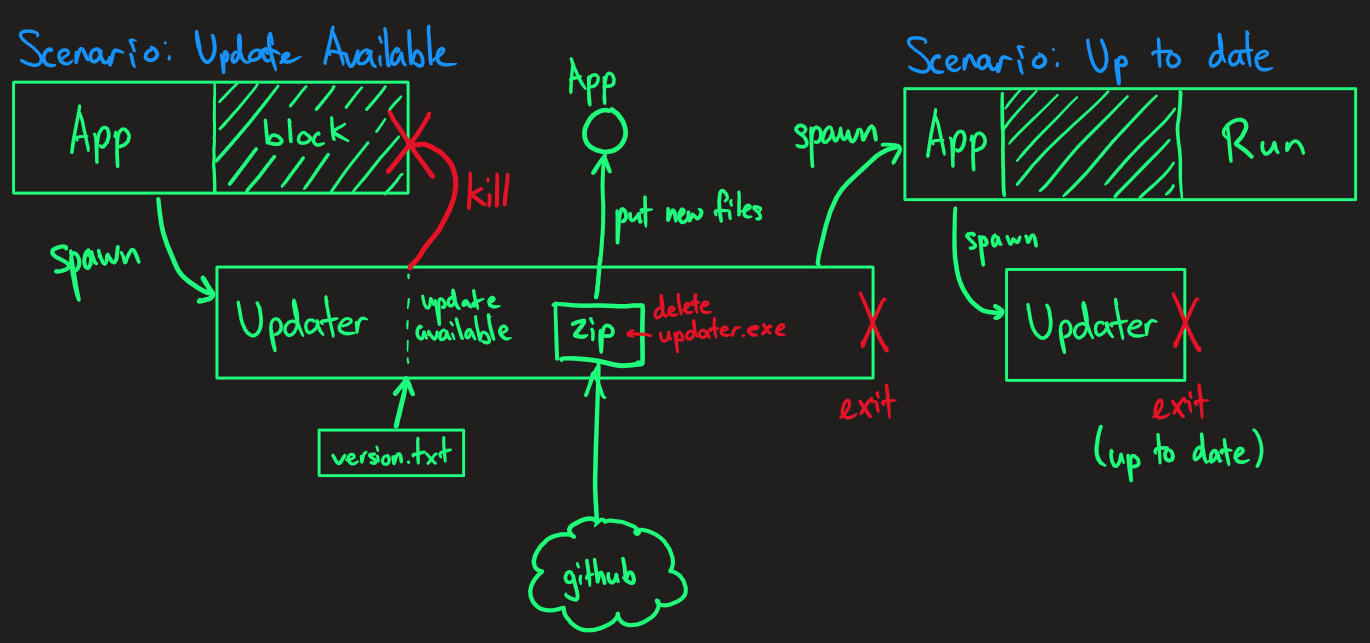 Scenario: Update Available
App
block
kill
spawn
Updater
update
available
version.txt
App
put new files
zip
delete
updater.exe
github
exit
spawn
Scenario: Up to date
App
Run
spawn
Updater
exit
(up to date)